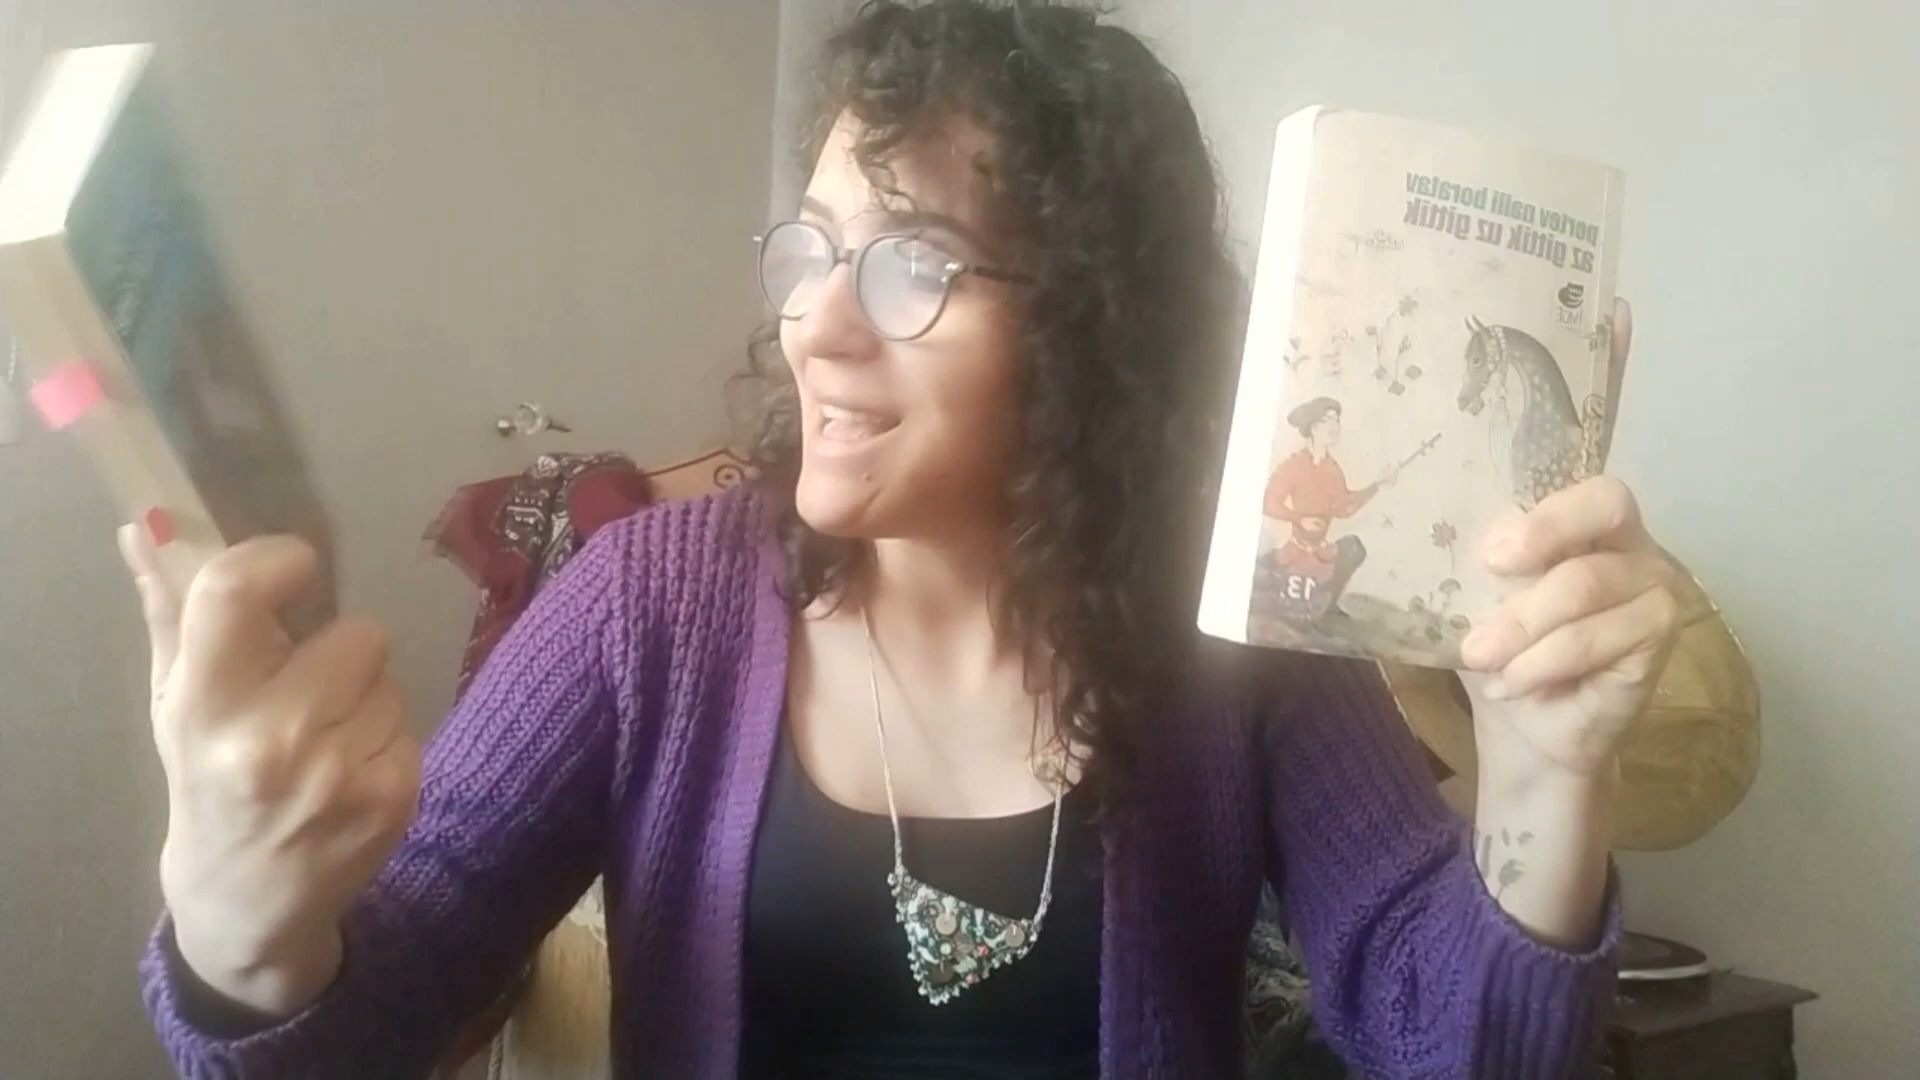 pertev naili boratav
az gittik uz gittik
13.